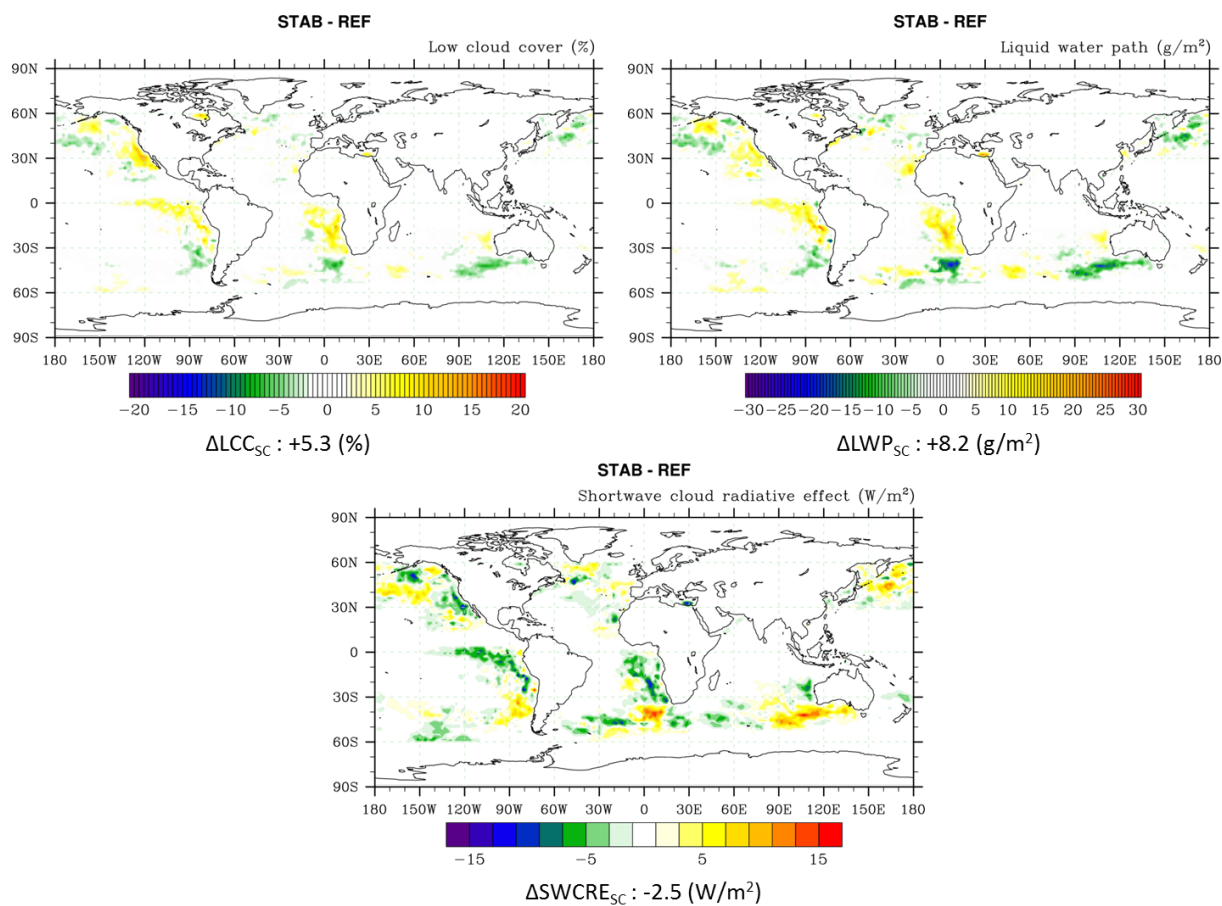 STAB - REF
Low cloud cover (%)
90N
60N
30N
0
30S
60S
90S
180 150W 120W 90W 60W 30W 0 30E 60E 90E 120E 150E 180
−20 −15 −10 −5 0 5 10 15 20
ΔLCC_SC : +5.3 (%)
STAB - REF
Liquid water path (g/m²)
90N
60N
30N
0
30S
60S
90S
180 150W 120W 90W 60W 30W 0 30E 60E 90E 120E 150E 180
−30 −25 −20 −15 −10 −5 0 5 10 15 20 25 30
ΔLWP_SC : +8.2 (g/m²)
STAB - REF
Shortwave cloud radiative effect (W/m²)
90N
60N
30N
0
30S
60S
90S
180 150W 120W 90W 60W 30W 0 30E 60E 90E 120E 150E 180
−15 −5 5 15
ΔSWCRE_SC : -2.5 (W/m²)